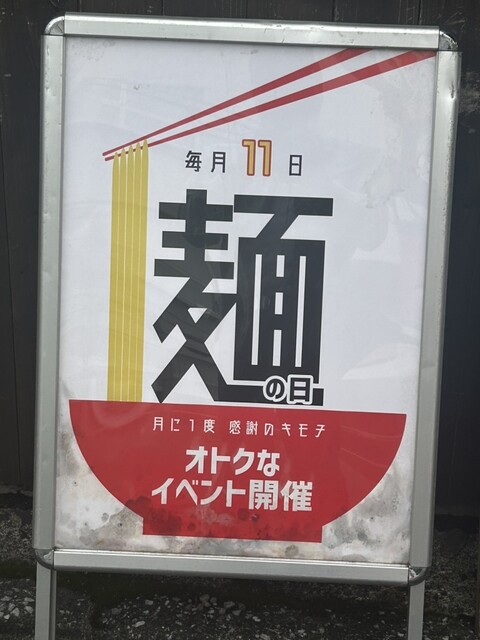 毎月11日
麺
の日
月に1度 感謝のキモチ
オトクな
イベント開催